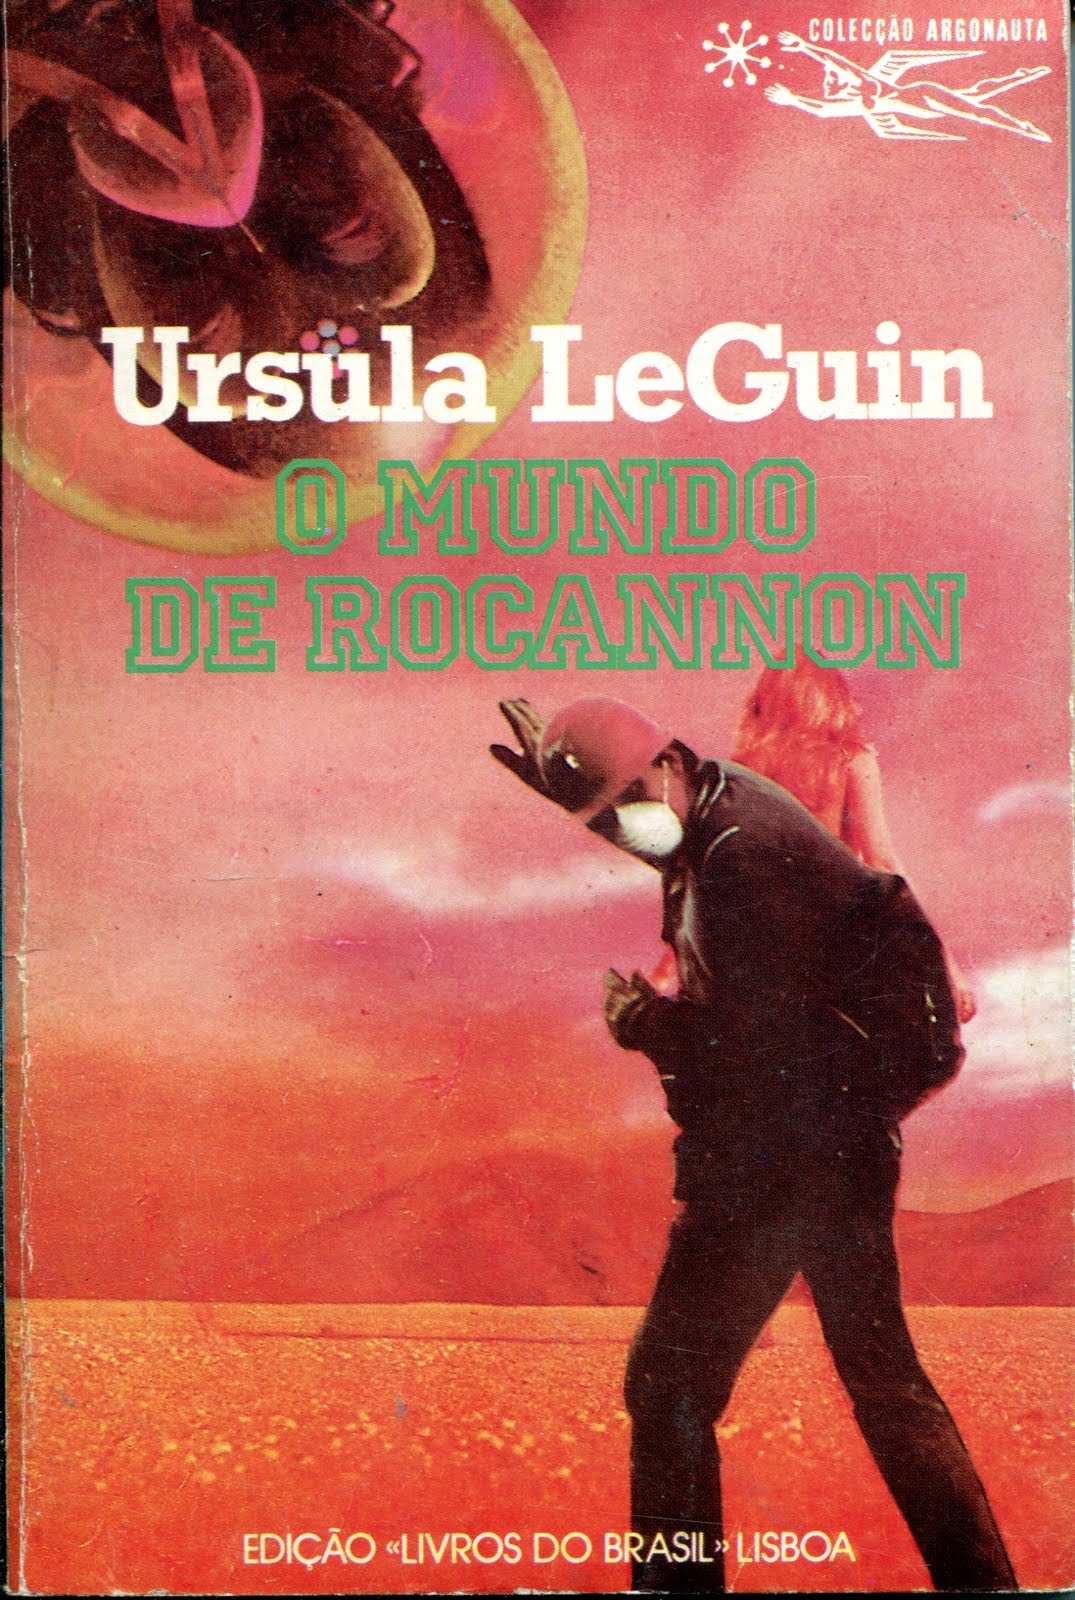 COLECÇÃO ARGONAUTA
Ursula LeGuin
O MUNDO
DE ROCANNON
EDIÇÃO «LIVROS DO BRASIL» LISBOA